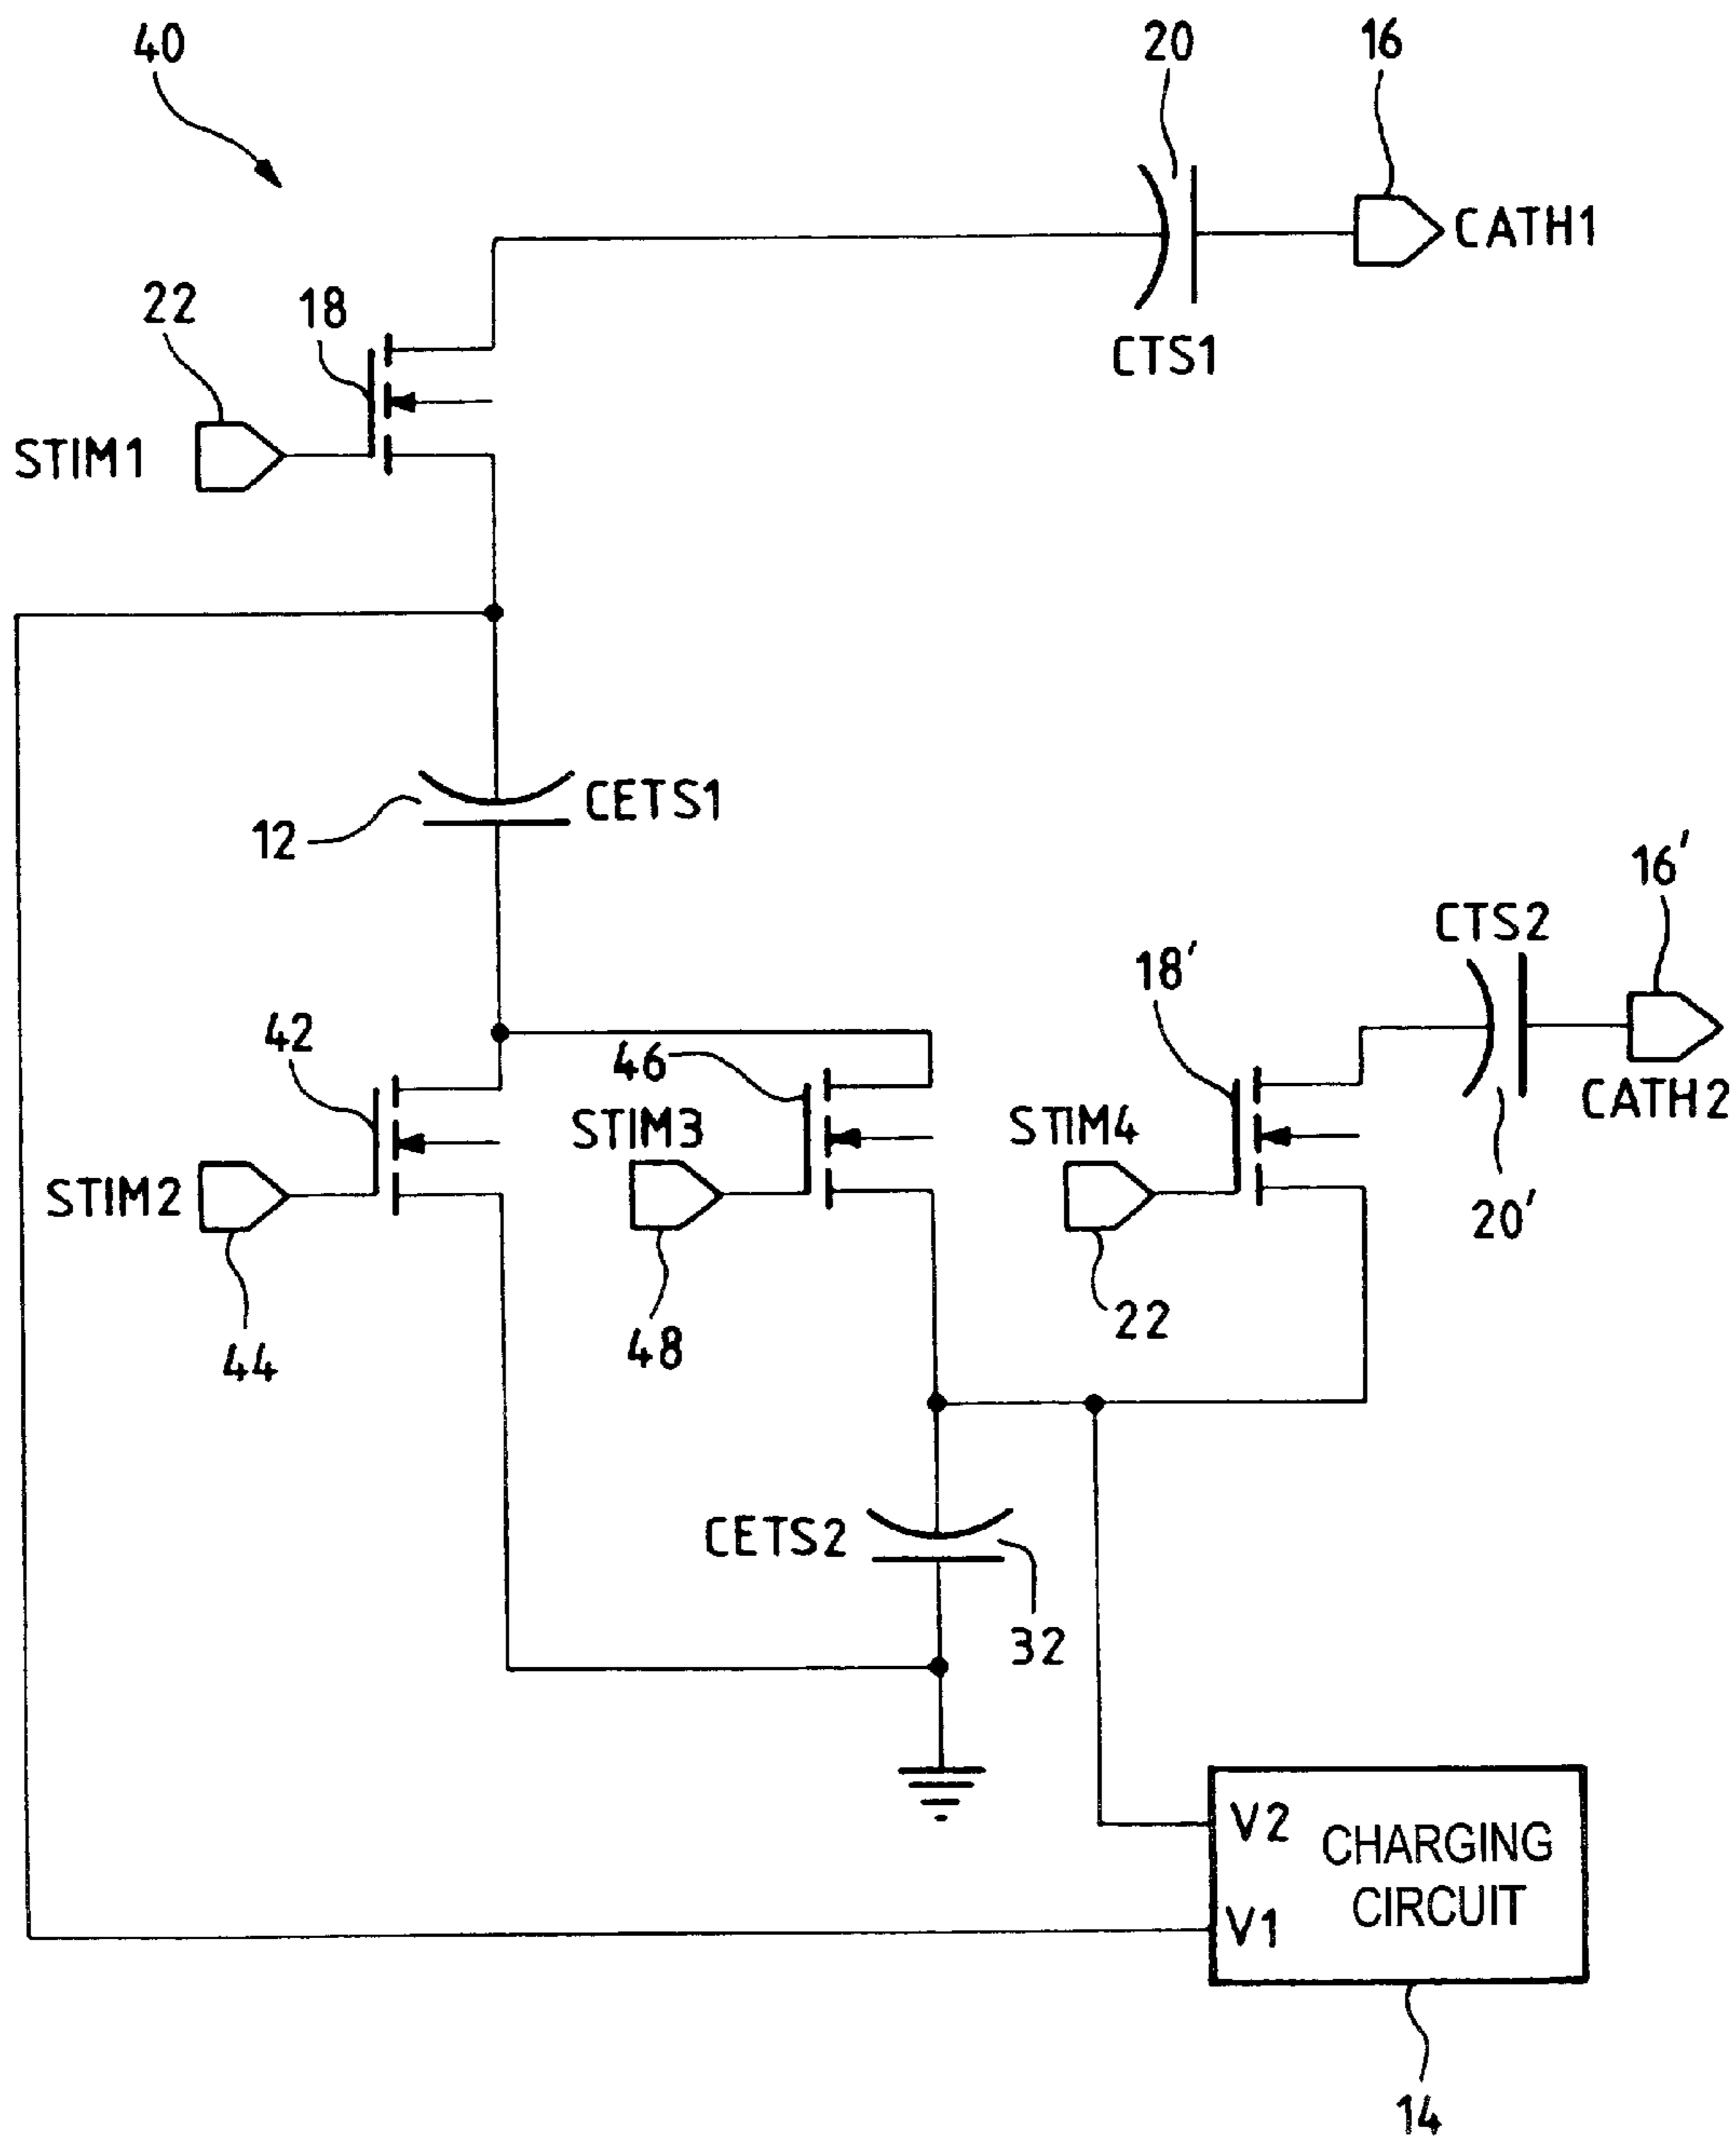 40
20
16
CATH1
CTS1
22
18
STIM1
CETS1
12
16'
CTS2
18'
42
46
STIM3
STIM4
CATH2
STIM2
20'
22
44
48
CETS2
32
V2
CHARGING
CIRCUIT
V1
14